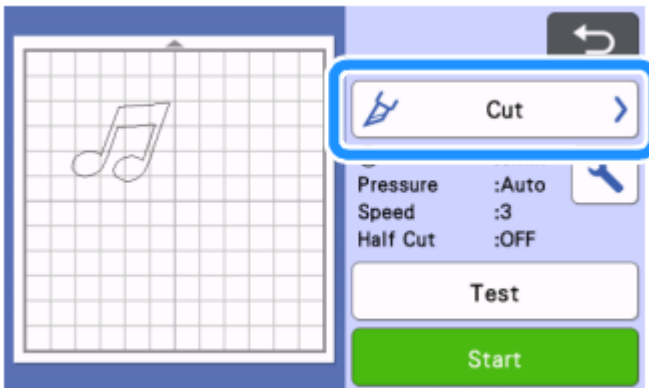 Cut
Pressure :Auto
Speed :3
Half Cut :OFF
Test
Start